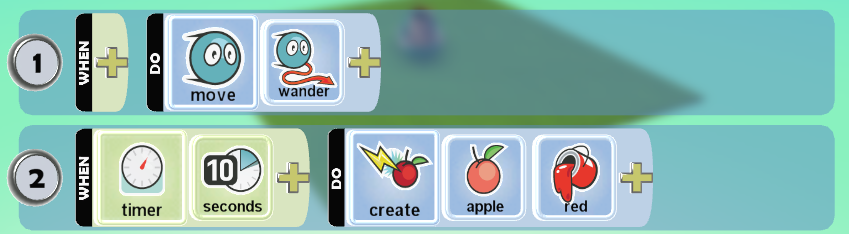 1 WHEN DO move wander
2 WHEN timer 10 seconds DO create apple red